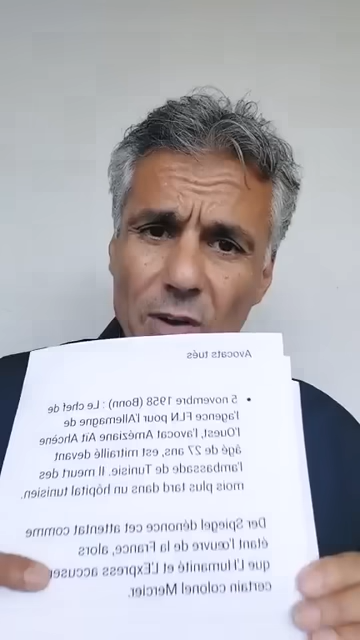 Avocats tués
• 5 novembre 1958 (Bonn) : Le chef de
l'agence FLN pour l'Allemagne de
l'Ouest, l'avocat Améziane Aït Ahcène
âgé de 27 ans, est mitraillé devant
l'ambassade de Tunisie. Il meurt des
mois plus tard dans un hôpital tunisien.
Der Spiegel dénonce cet attentat comme
étant l'œuvre de la France, alors
que L'Humanité et L'Express accusent
certain colonel Mercier.